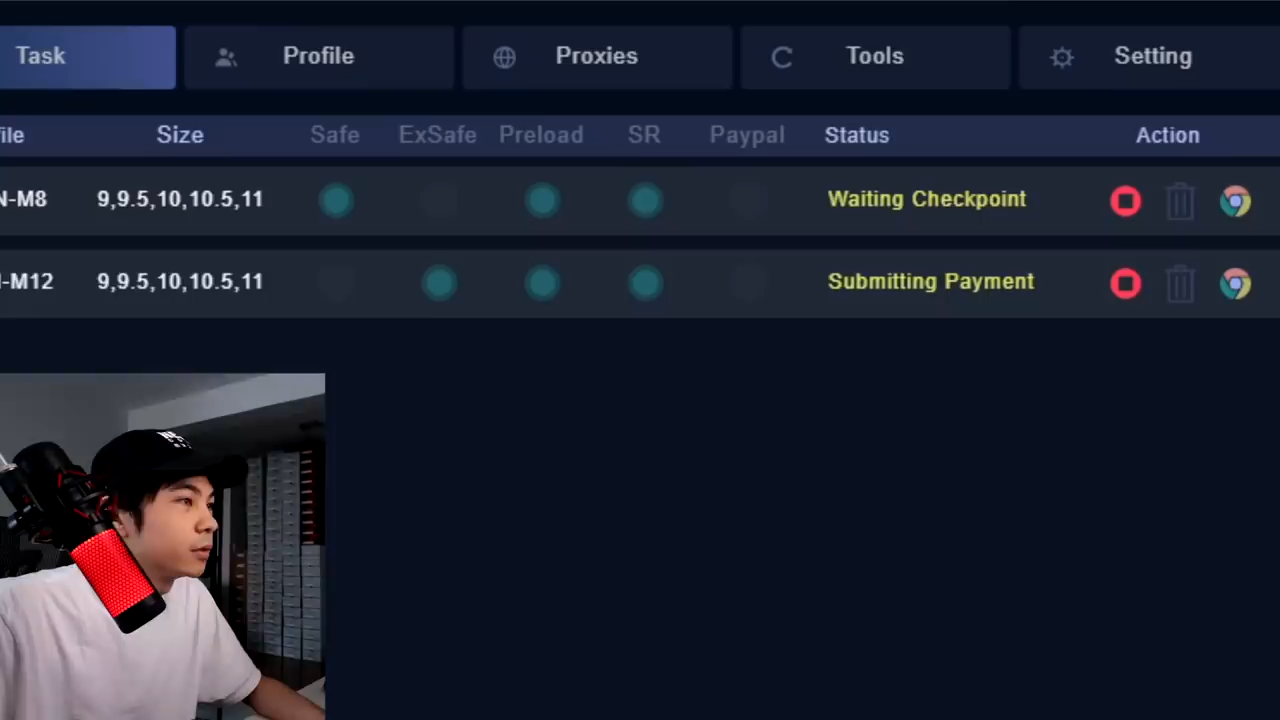 Task Profile Proxies Tools Setting
ile Size Safe ExSafe Preload SR Paypal Status Action
N-M8 9,9.5,10,10.5,11 Waiting Checkpoint
-M12 9,9.5,10,10.5,11 Submitting Payment